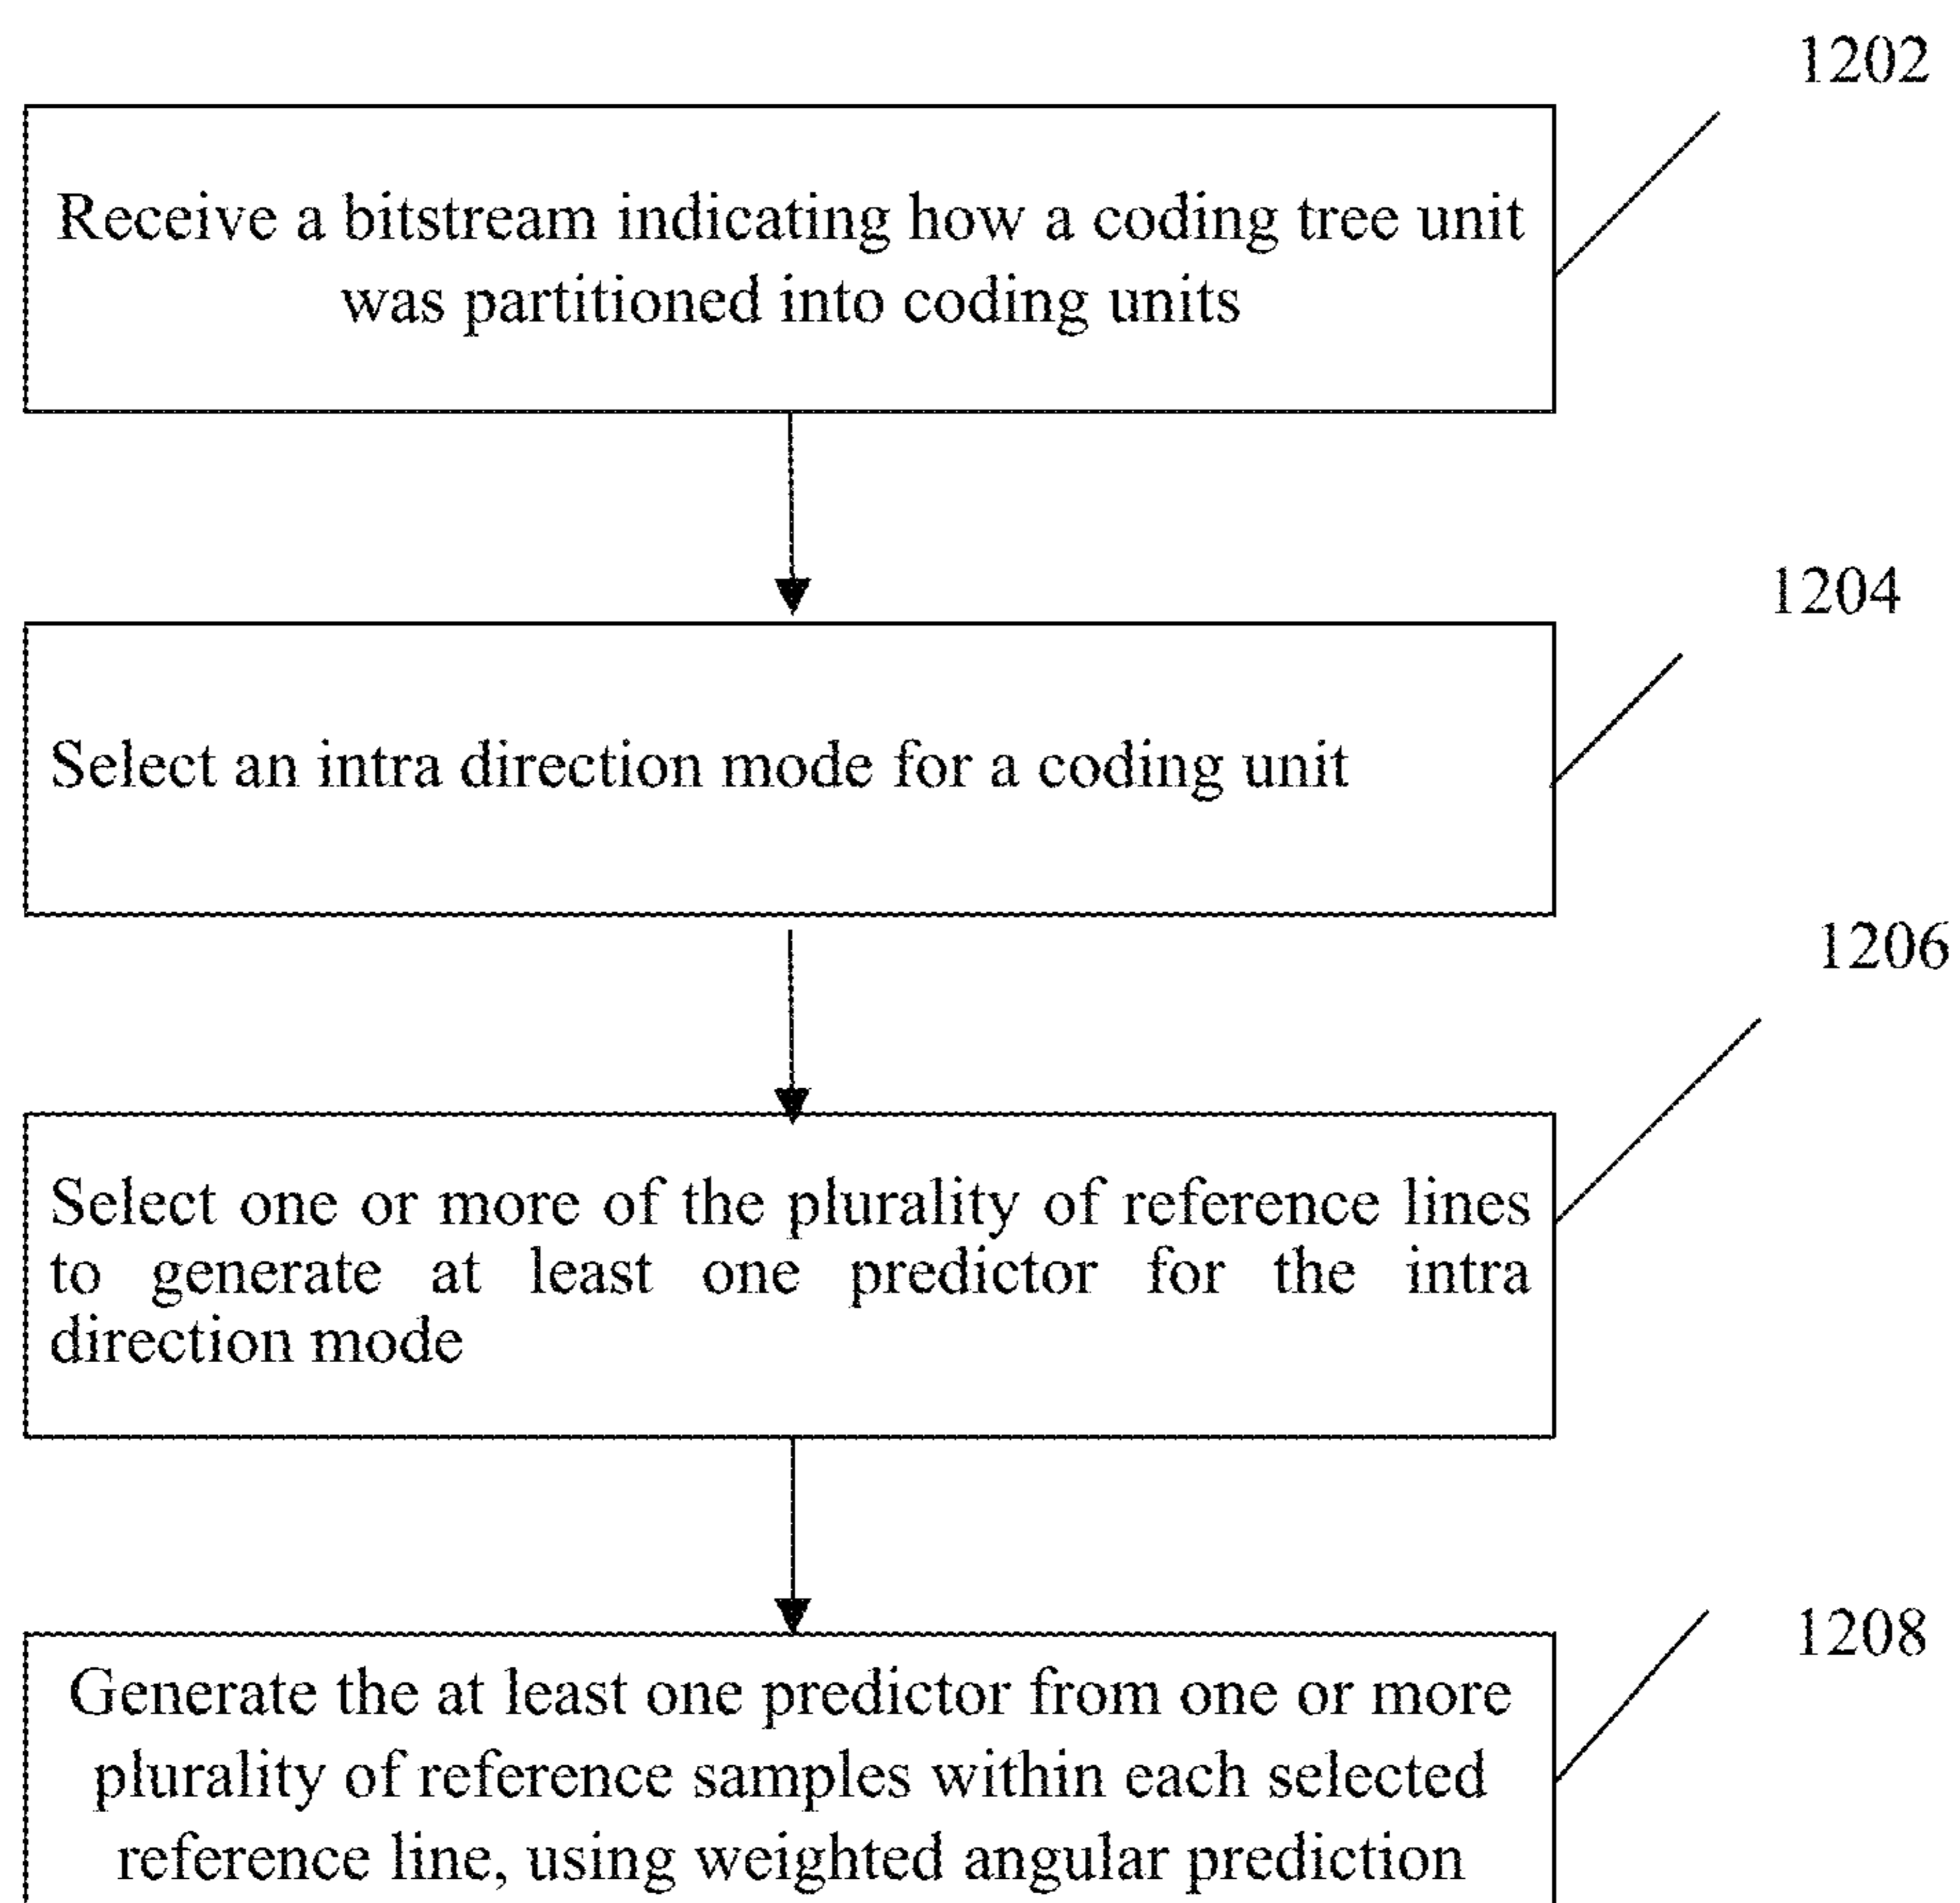 1202
Receive a bitstream indicating how a coding tree unit
was partitioned into coding units
1204
Select an intra direction mode for a coding unit
1206
Select one or more of the plurality of reference lines
to generate at least one predictor for the intra
direction mode
1208
Generate the at least one predictor from one or more
plurality of reference samples within each selected
reference line, using weighted angular prediction